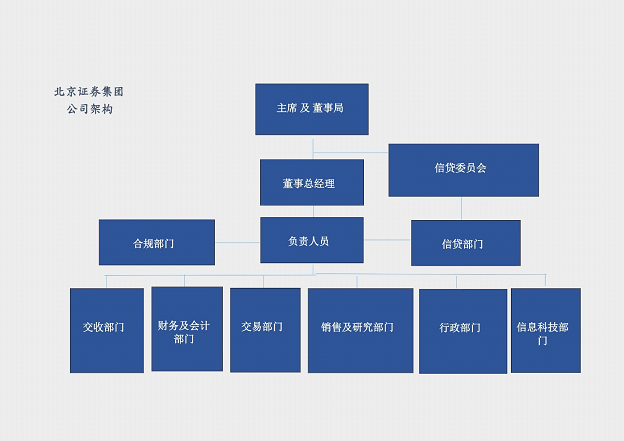 北京证券集团
公司架构
主席 及 董事局
信贷委员会
董事总经理
合规部门
负责人员
信贷部门
交收部门
财务及会计
部门
交易部门
销售及研究部门
行政部门
信息科技部
门